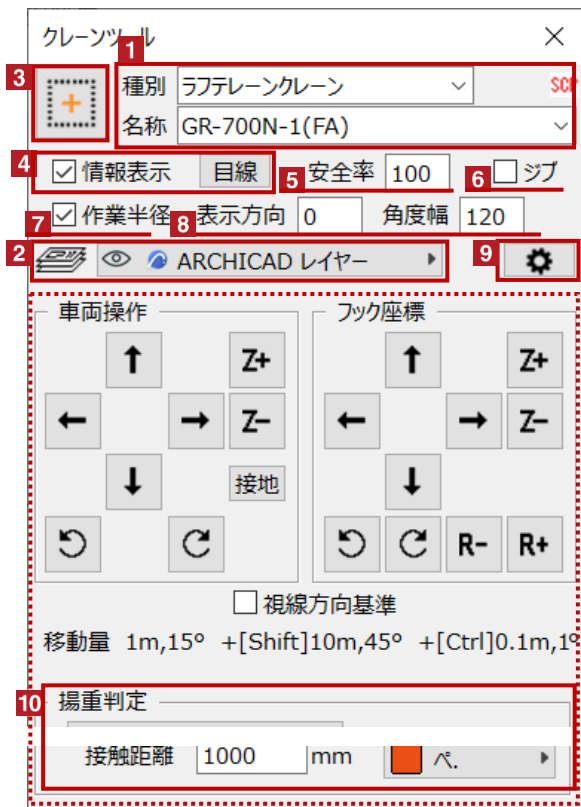 クレーンツール
1
3 種別 ラフテレーンクレーン
名称 GR-700N-1(FA)
4 情報表示 目線 5 安全率 100 6 ジブ
7 作業半径 8 表示方向 0 角度幅 120
2 ARCHICAD レイヤー 9
車両操作 フック座標
Z+ Z+
Z− Z−
接地
R− R+
視線方向基準
移動量 1m,15° +[Shift]10m,45° +[Ctrl]0.1m,1°
10 揚重判定
接触距離 1000 mm ペ.